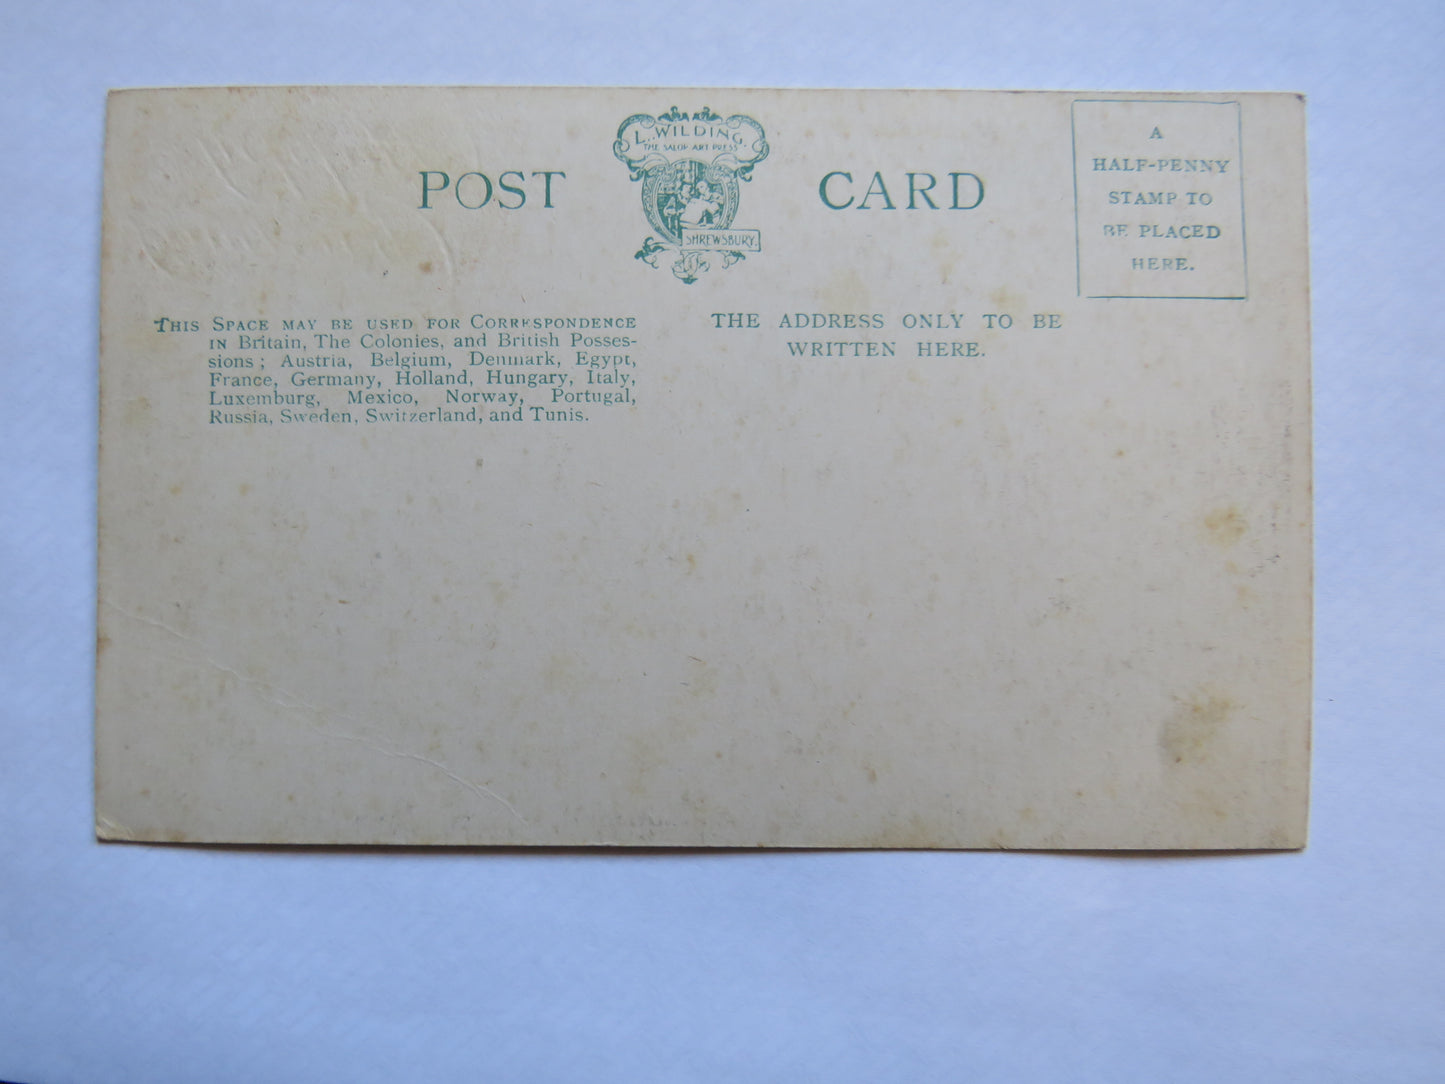 L. WILDING.
THE SALOP ART PRESS
SHREWSBURY.
POST CARD
A
HALF-PENNY
STAMP TO
BE PLACED
HERE.
THIS SPACE MAY BE USED FOR CORRESPONDENCE
IN Britain, The Colonies, and British Posses-
sions; Austria, Belgium, Denmark, Egypt,
France, Germany, Holland, Hungary, Italy,
Luxemburg, Mexico, Norway, Portugal,
Russia, Sweden, Switzerland, and Tunis.
THE ADDRESS ONLY TO BE
WRITTEN HERE.